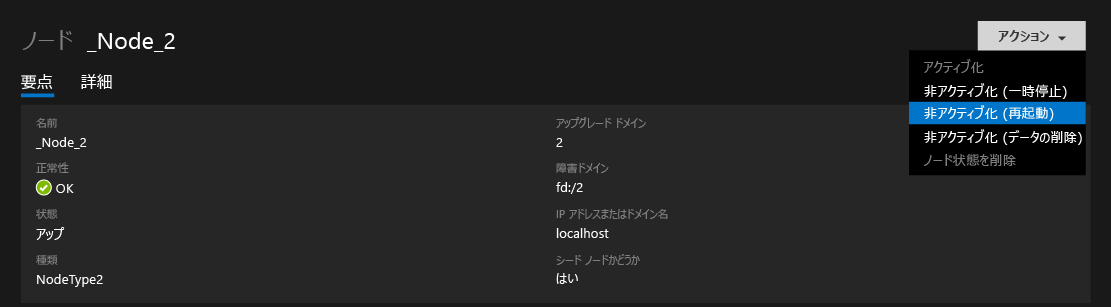 ノード _Node_2
アクション
アクティブ化
非アクティブ化 (一時停止)
非アクティブ化 (再起動)
非アクティブ化 (データの削除)
ノード状態を削除
要点 詳細
名前
_Node_2
正常性
OK
状態
アップ
種類
NodeType2
アップグレード ドメイン
2
障害ドメイン
fd:/2
IP アドレスまたはドメイン名
localhost
シード ノードかどうか
はい